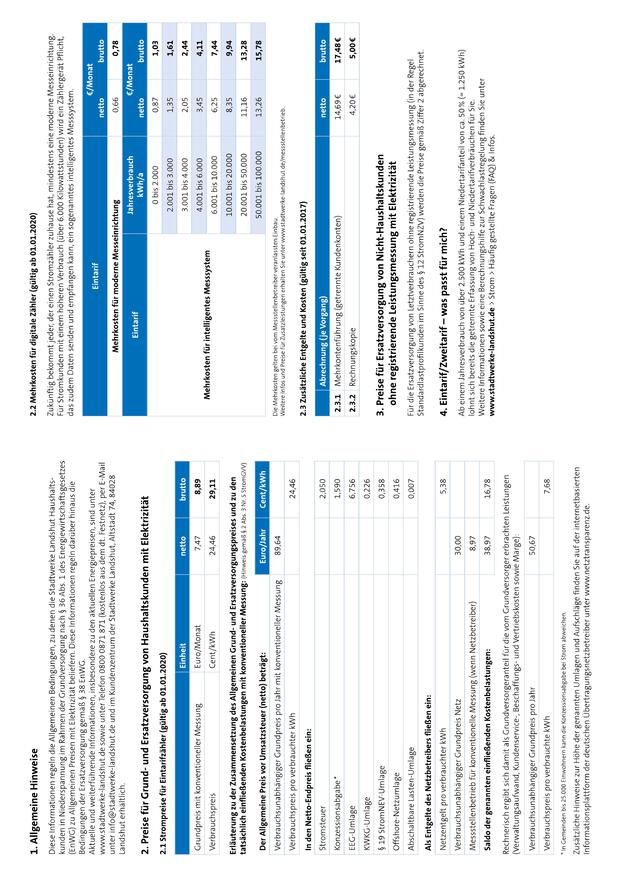 1. Allgemeine Hinweise
Diese Informationen regeln die Allgemeinen Bedingungen, zu denen die Stadtwerke Landshut Haushalts-
kunden in Niederspannung im Rahmen der Grundversorgung nach § 36 Abs. 1 des Energiewirtschaftsgesetzes
(EnWG) zu Allgemeinen Preisen mit Elektrizität beliefern. Diese Informationen regeln darüber hinaus die
Bedingungen der Ersatzversorgung gemäß § 38 EnWG.
Aktuelle und weiterführende Informationen, insbesondere zu den aktuellen Energiepreisen, sind unter
www.stadtwerke-landshut.de sowie unter Telefon 0800 0871 871 (kostenlos aus dem dt. Festnetz), per E-Mail
unter info@stadtwerke-landshut.de und im Kundenzentrum der Stadtwerke Landshut, Altstadt 74, 84028
Landshut erhältlich.
2. Preise für Grund- und Ersatzversorgung von Haushaltskunden mit Elektrizität
2.1 Strompreise für Eintarifzähler (gültig ab 01.01.2020)
Einheit netto brutto
Grundpreis mit konventioneller Messung Euro/Monat 7,47 8,89
Verbrauchspreis Cent/kWh 24,46 29,11
Erläuterung zu der Zusammensetzung des Allgemeinen Grund- und Ersatzversorgungspreises und zu den
tatsächlich einfließenden Kostenbelastungen mit konventioneller Messung: (Hinweis gemäß § 2 Abs. 3 Nr. 5 StromGVV)
Der Allgemeine Preis vor Umsatzsteuer (netto) beträgt: Euro/Jahr Cent/kWh
Verbrauchsunabhängiger Grundpreis pro Jahr mit konventioneller Messung 89,64
Verbrauchspreis pro verbrauchter kWh 24,46
In den Netto-Endpreis fließen ein:
Stromsteuer 2,050
Konzessionsabgabe* 1,590
EEG-Umlage 6,756
KWKG-Umlage 0,226
§ 19 StromNEV-Umlage 0,358
Offshore-Netzumlage 0,416
Abschaltbare Lasten-Umlage 0,007
Als Entgelte des Netzbetreibers fließen ein:
Netzentgelt pro verbrauchter kWh 5,38
Verbrauchsunabhängiger Grundpreis Netz 30,00
Messstellenbetrieb für konventionelle Messung (wenn Netzbetreiber) 8,97
Saldo der genannten einfließenden Kostenbelastungen: 38,97 16,78
Rechnerisch ergibt sich damit als Grundversorgeranteil für die vom Grundversorger erbrachten Leistungen
(Verwaltungsaufwand, Kundenservice-, Beschaffungs- und Vertriebskosten sowie Marge):
Verbrauchsunabhängiger Grundpreis pro Jahr 50,67
Verbrauchspreis pro verbrauchter kWh 7,68
* In Gemeinden bis 25 000 Einwohnern kann die Konzessionsabgabe bei Strom abweichen.
Zusätzliche Hinweise zur Höhe der genannten Umlagen und Aufschläge finden Sie auf der internetbasierten
Informationsplattform der deutschen Übertragungsnetzbetreiber unter www.netztransparenz.de.
2.2 Mehrkosten für digitale Zähler (gültig ab 01.01.2020)
Zukünftig bekommt jeder, der einen Stromzähler zuhause hat, mindestens eine moderne Messeinrichtung.
Für Stromkunden mit einem höheren Verbrauch (über 6.000 Kilowattstunden) wird ein Zählergerät Pflicht,
das zudem Daten senden und empfangen kann, ein sogenanntes intelligentes Messsystem.
Eintarif €/Monat
netto brutto
Mehrkosten für moderne Messeinrichtung 0,66 0,78
Eintarif Jahresverbrauch kWh/a €/Monat
netto brutto
Mehrkosten für intelligentes Messsystem
0 bis 2.000 0,87 1,03
2.001 bis 3.000 1,35 1,61
3.001 bis 4.000 2,05 2,44
4.001 bis 6.000 3,45 4,11
6.001 bis 10.000 6,25 7,44
10.001 bis 20.000 8,35 9,94
20.001 bis 50.000 11,16 13,28
50.001 bis 100.000 13,26 15,78
Die Mehrkosten gelten bei vom Messstellenbetreiber veranlassten Einbau.
Weitere Infos und Preise für Zusatzleistungen erhalten Sie unter www.stadtwerke-landshut.de/messstellenbetrieb.
2.3 Zusätzliche Entgelte und Kosten (gültig seit 01.01.2017)
Abrechnung (je Vorgang) netto brutto
2.3.1 Mehrkontenführung (getrennte Kundenkonten) 14,69 € 17,48 €
2.3.2 Rechnungskopie 4,20 € 5,00 €
3. Preise für Ersatzversorgung von Nicht-Haushaltskunden
ohne registrierende Leistungsmessung mit Elektrizität
Für die Ersatzversorgung von Letztverbrauchern ohne registrierende Leistungsmessung (in der Regel
Standardlastprofilkunden im Sinne des § 12 StromNZV) werden die Preise gemäß Ziffer 2 abgerechnet.
4. Eintarif/Zweitarif – was passt für mich?
Ab einem Jahresverbrauch von über 2.500 kWh und einem Niedertarifanteil von ca. 50 % (= 1.250 kWh)
lohnt sich bereits die getrennte Erfassung von Hoch- und Niedertarifverbrauchen für Sie.
Weitere Informationen sowie eine Berechnungshilfe zur Schwachlastregelung finden Sie unter
www.stadtwerke-landshut.de > Strom > Häufig gestellte Fragen (FAQ) & Infos.